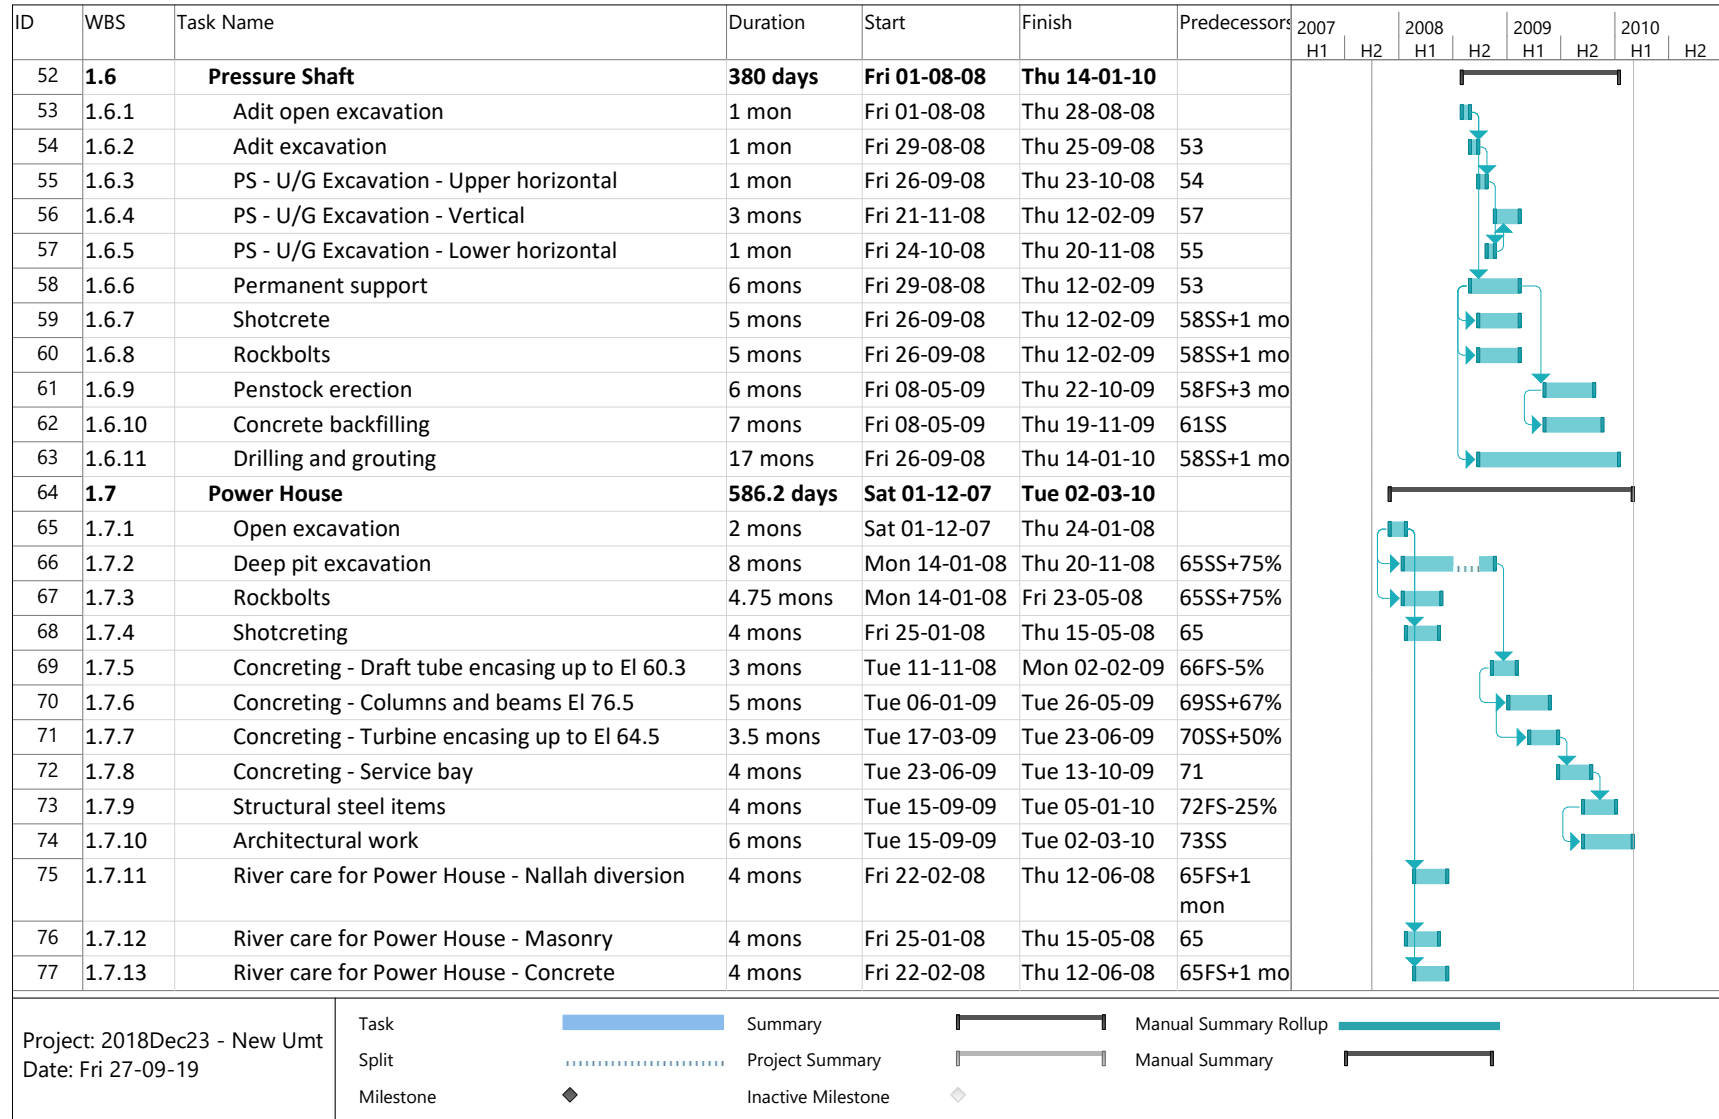 ID WBS Task Name Duration Start Finish Predecessors 2007 2008 2009 2010
H1 H2 H1 H2 H1 H2 H1 H2
52 1.6 Pressure Shaft 380 days Fri 01-08-08 Thu 14-01-10
53 1.6.1 Adit open excavation 1 mon Fri 01-08-08 Thu 28-08-08
54 1.6.2 Adit excavation 1 mon Fri 29-08-08 Thu 25-09-08 53
55 1.6.3 PS - U/G Excavation - Upper horizontal 1 mon Fri 26-09-08 Thu 23-10-08 54
56 1.6.4 PS - U/G Excavation - Vertical 3 mons Fri 21-11-08 Thu 12-02-09 57
57 1.6.5 PS - U/G Excavation - Lower horizontal 1 mon Fri 24-10-08 Thu 20-11-08 55
58 1.6.6 Permanent support 6 mons Fri 29-08-08 Thu 12-02-09 53
59 1.6.7 Shotcrete 5 mons Fri 26-09-08 Thu 12-02-09 58SS+1 mo
60 1.6.8 Rockbolts 5 mons Fri 26-09-08 Thu 12-02-09 58SS+1 mo
61 1.6.9 Penstock erection 6 mons Fri 08-05-09 Thu 22-10-09 58FS+3 mo
62 1.6.10 Concrete backfilling 7 mons Fri 08-05-09 Thu 19-11-09 61SS
63 1.6.11 Drilling and grouting 17 mons Fri 26-09-08 Thu 14-01-10 58SS+1 mo
64 1.7 Power House 586.2 days Sat 01-12-07 Tue 02-03-10
65 1.7.1 Open excavation 2 mons Sat 01-12-07 Thu 24-01-08
66 1.7.2 Deep pit excavation 8 mons Mon 14-01-08 Thu 20-11-08 65SS+75%
67 1.7.3 Rockbolts 4.75 mons Mon 14-01-08 Fri 23-05-08 65SS+75%
68 1.7.4 Shotcreting 4 mons Fri 25-01-08 Thu 15-05-08 65
69 1.7.5 Concreting - Draft tube encasing up to El 60.3 3 mons Tue 11-11-08 Mon 02-02-09 66FS-5%
70 1.7.6 Concreting - Columns and beams El 76.5 5 mons Tue 06-01-09 Tue 26-05-09 69SS+67%
71 1.7.7 Concreting - Turbine encasing up to El 64.5 3.5 mons Tue 17-03-09 Tue 23-06-09 70SS+50%
72 1.7.8 Concreting - Service bay 4 mons Tue 23-06-09 Tue 13-10-09 71
73 1.7.9 Structural steel items 4 mons Tue 15-09-09 Tue 05-01-10 72FS-25%
74 1.7.10 Architectural work 6 mons Tue 15-09-09 Tue 02-03-10 73SS
75 1.7.11 River care for Power House - Nallah diversion 4 mons Fri 22-02-08 Thu 12-06-08 65FS+1
mon
76 1.7.12 River care for Power House - Masonry 4 mons Fri 25-01-08 Thu 15-05-08 65
77 1.7.13 River care for Power House - Concrete 4 mons Fri 22-02-08 Thu 12-06-08 65FS+1 mo
Project: 2018Dec23 - New Umt
Date: Fri 27-09-19
Task Summary Manual Summary Rollup
Split Project Summary Manual Summary
Milestone Inactive Milestone